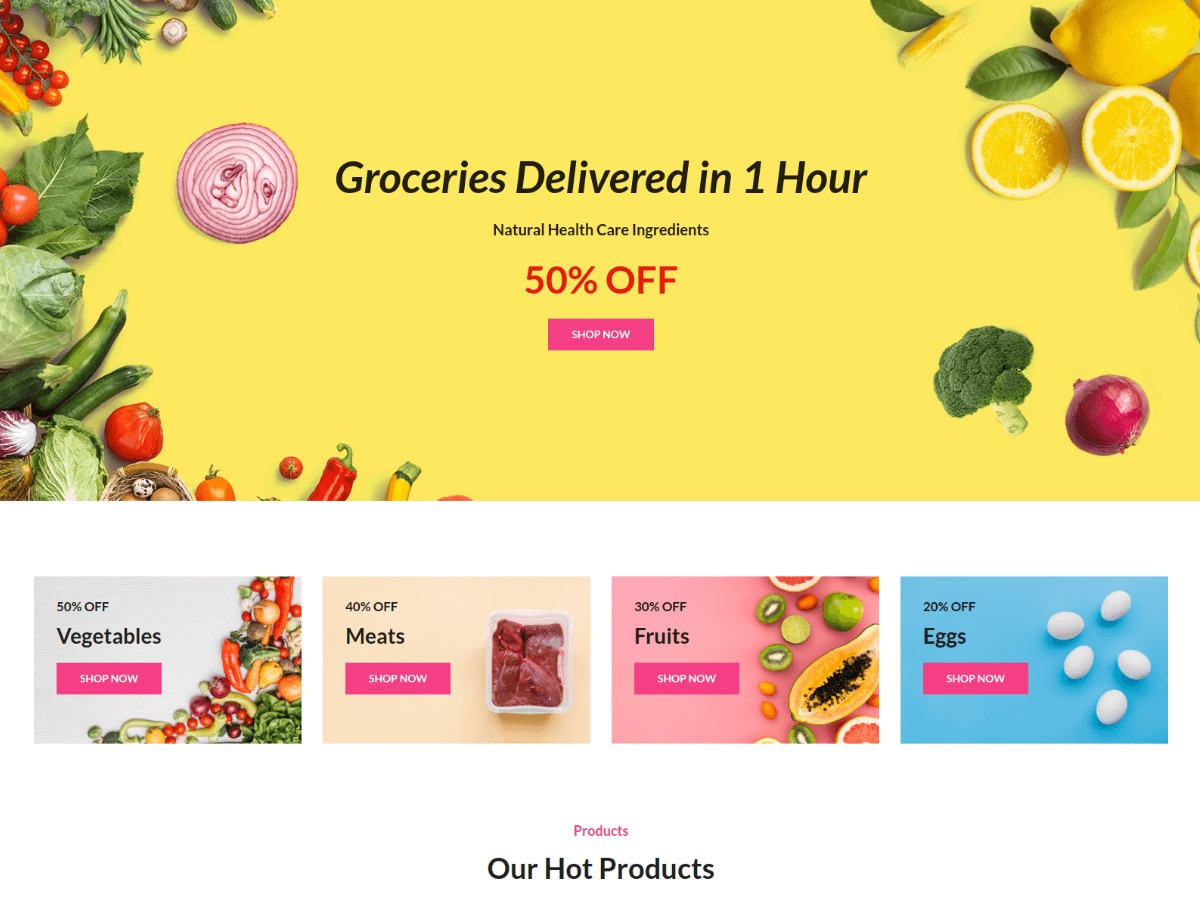 Groceries Delivered in 1 Hour
Natural Health Care Ingredients
50% OFF
SHOP NOW
50% OFF
Vegetables
SHOP NOW
40% OFF
Meats
SHOP NOW
30% OFF
Fruits
SHOP NOW
20% OFF
Eggs
SHOP NOW
Products
Our Hot Products